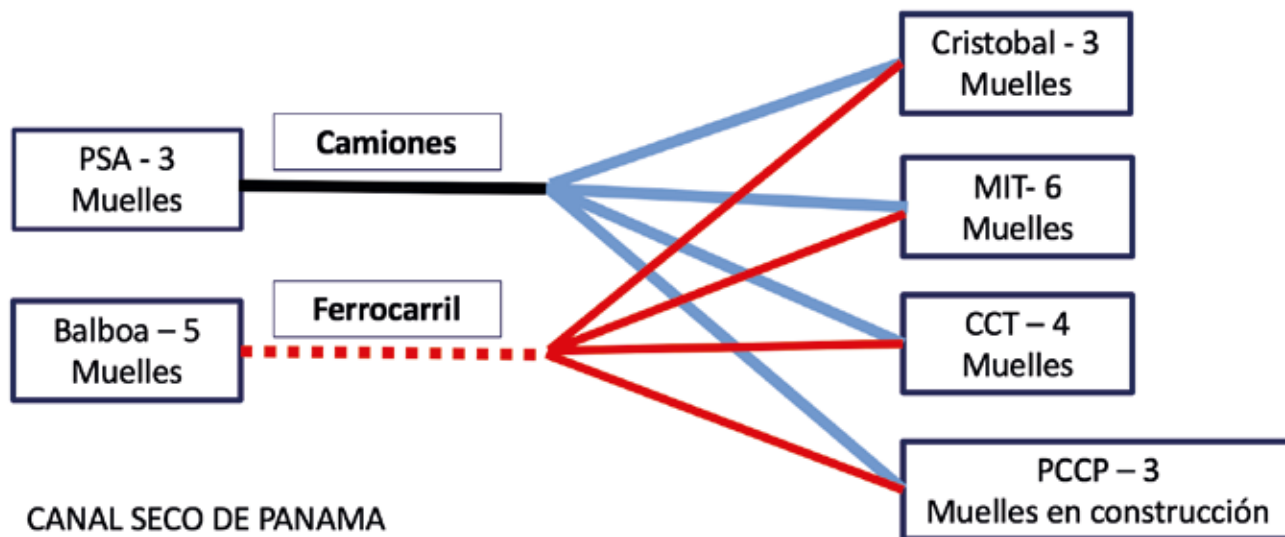 Cristobal - 3
Muelles
Camiones
PSA - 3
Muelles
MIT- 6
Muelles
Ferrocarril
Balboa – 5
Muelles
CCT – 4
Muelles
PCCP – 3
Muelles en construcción
CANAL SECO DE PANAMA